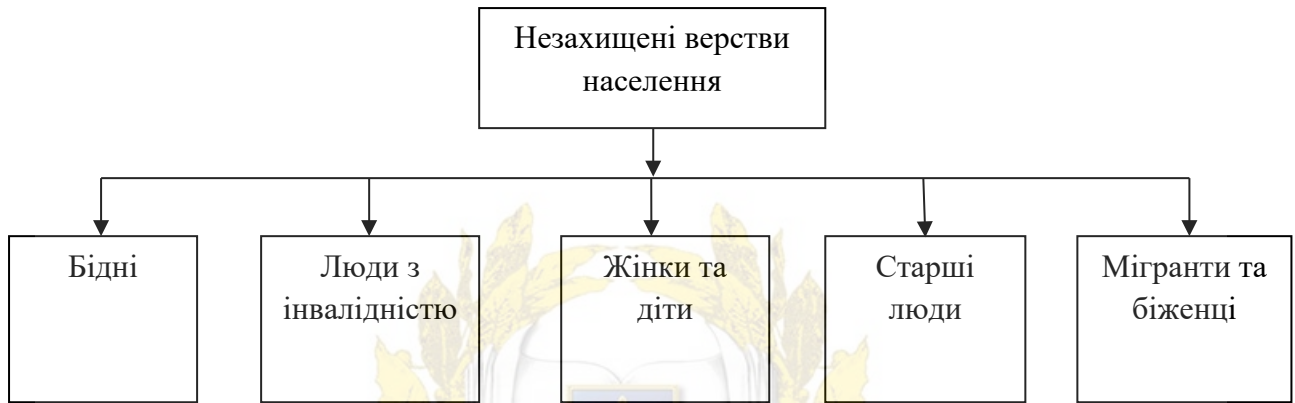 Незахищені верстви
населення
Бідні
Люди з
інвалідністю
Жінки та
діти
Старші
люди
Мігранти та
біженці